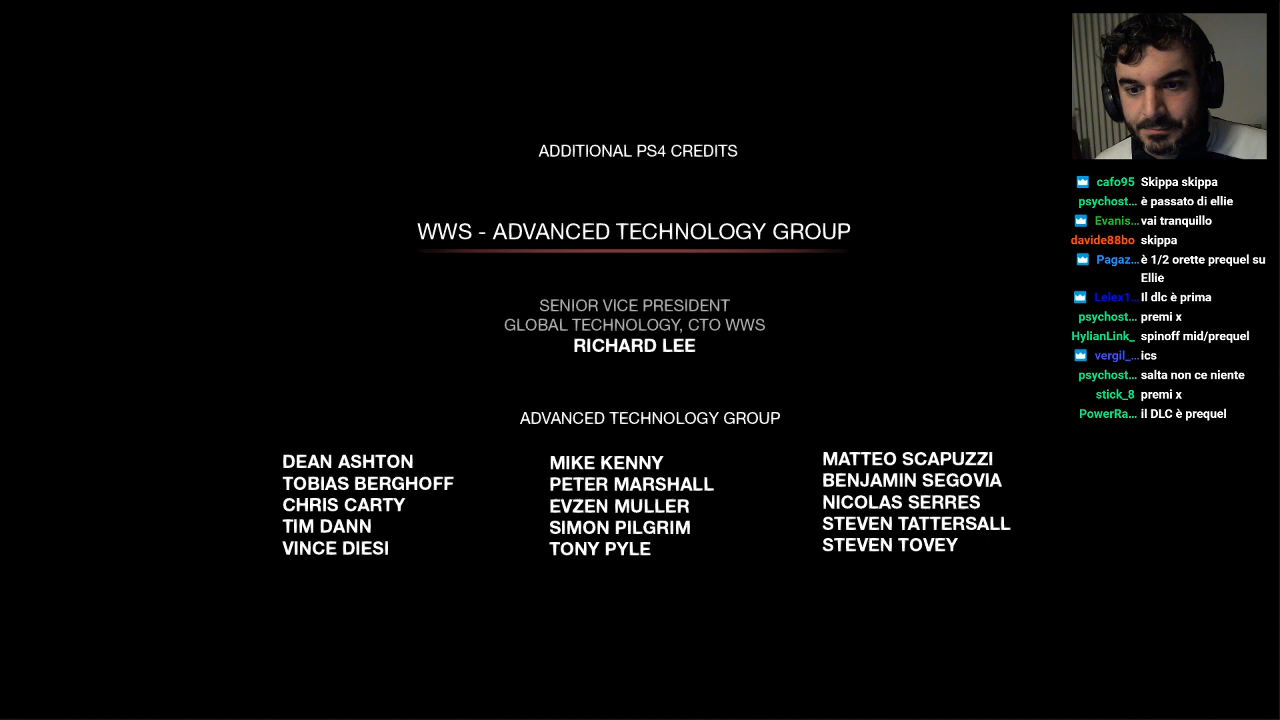 ADDITIONAL PS4 CREDITS
WWS - ADVANCED TECHNOLOGY GROUP
SENIOR VICE PRESIDENT
GLOBAL TECHNOLOGY, CTO WWS
RICHARD LEE
ADVANCED TECHNOLOGY GROUP
DEAN ASHTON
TOBIAS BERGHOFF
CHRIS CARTY
TIM DANN
VINCE DIESI
MIKE KENNY
PETER MARSHALL
EVZEN MULLER
SIMON PILGRIM
TONY PYLE
MATTEO SCAPUZZI
BENJAMIN SEGOVIA
NICOLAS SERRES
STEVEN TATTERSALL
STEVEN TOVEY
cafo95 Skippa skippa
psychost… è passato di ellie
Evanis… vai tranquillo
davide88bo skippa
Pagaz… è 1/2 orette prequel su
Ellie
Lelex1… Il dlc è prima
psychost… premi x
HylianLink_ spinoff mid/prequel
vergil_… ics
psychost… salta non ce niente
stick_8 premi x
PowerRa… il DLC è prequel